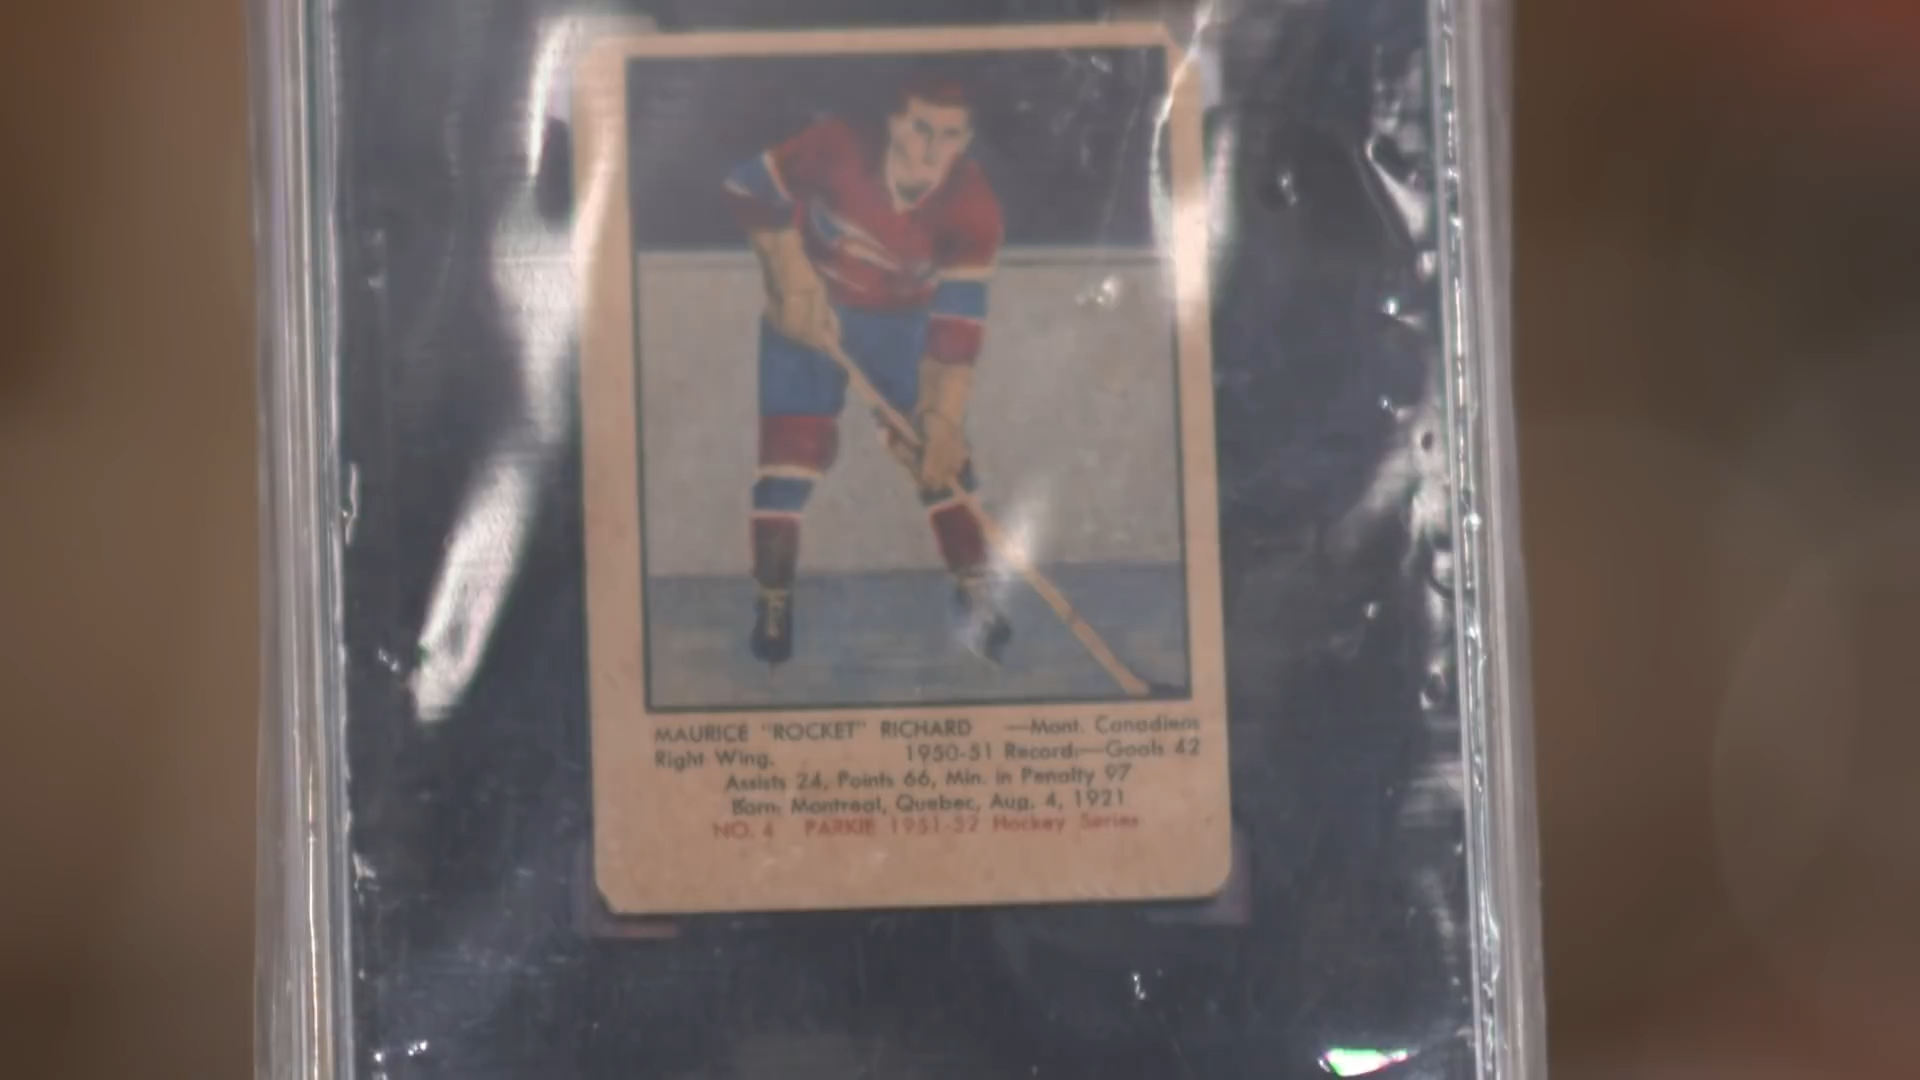 MAURICE "ROCKET" RICHARD —Mont. Canadiens
Right Wing. 1950-51 Record:—Goals 42
Assists 24, Points 66, Min. in Penalty 97
Born: Montreal, Quebec, Aug. 4, 1921
NO. 4 PARKIE 1951-52 Hockey Series